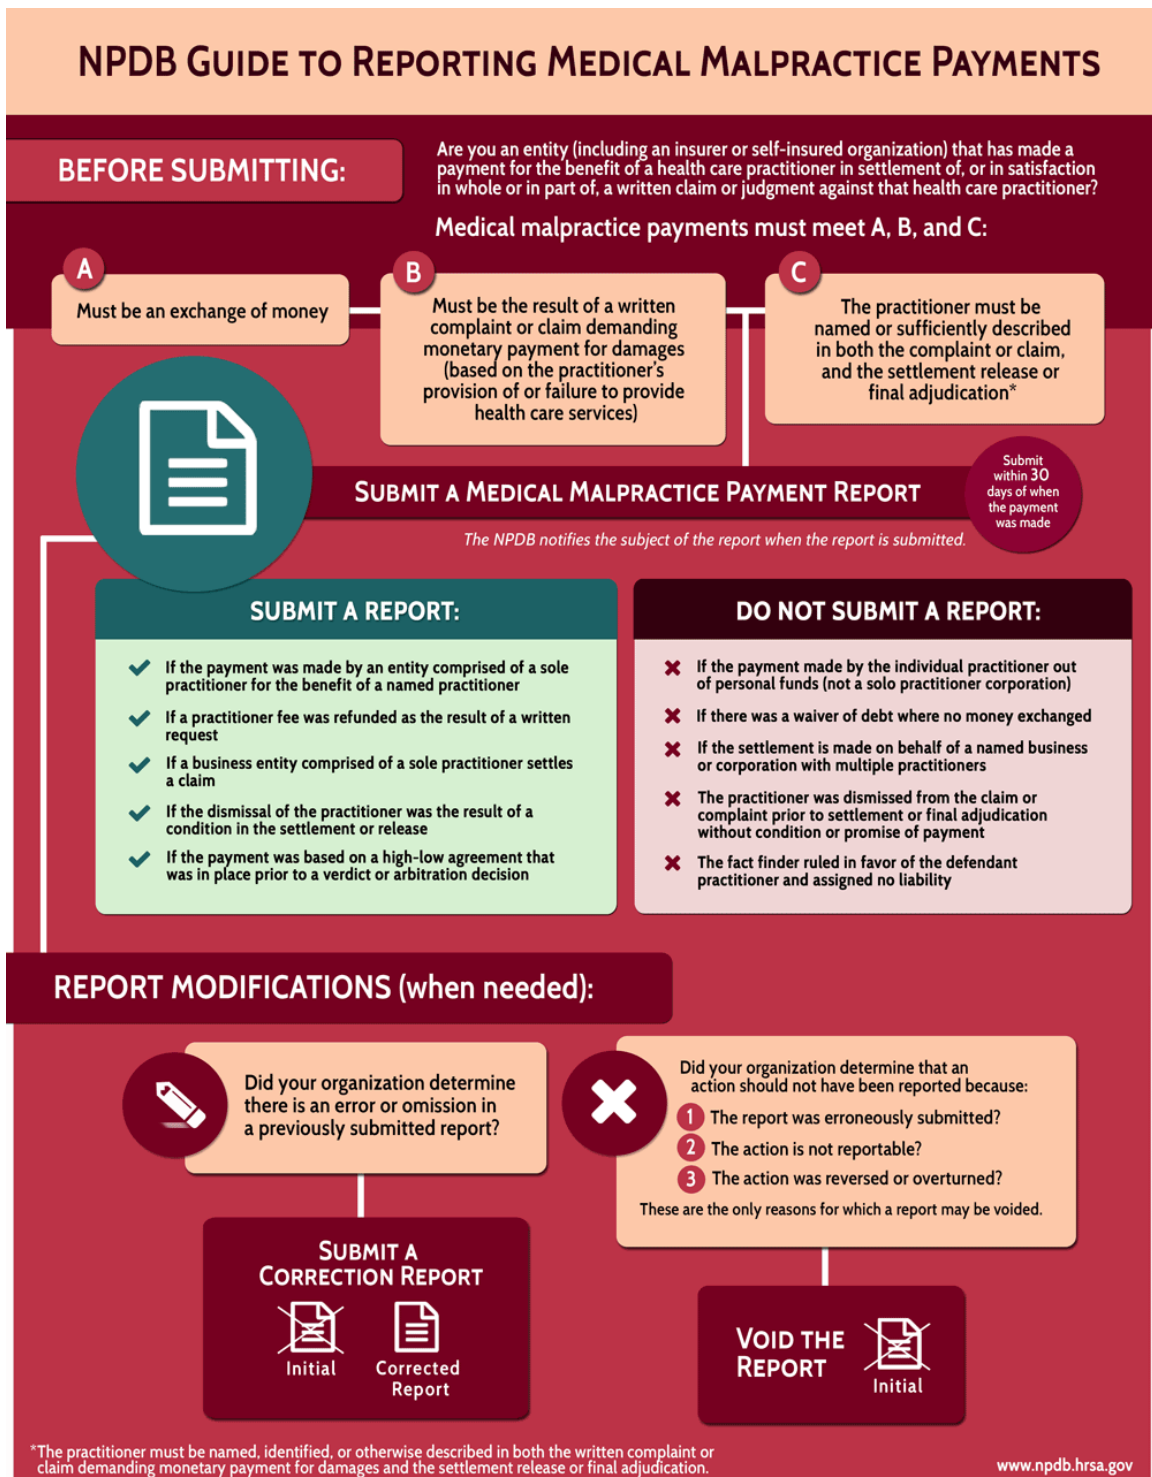 NPDB GUIDE TO REPORTING MEDICAL MALPRACTICE PAYMENTS
BEFORE SUBMITTING:
Are you an entity (including an insurer or self-insured organization) that has made a
payment for the benefit of a health care practitioner in settlement of, or in satisfaction
in whole or in part of, a written claim or judgment against that health care practitioner?
Medical malpractice payments must meet A, B, and C:
A
Must be an exchange of money
B
Must be the result of a written
complaint or claim demanding
monetary payment for damages
(based on the practitioner's
provision of or failure to provide
health care services)
C
The practitioner must be
named or sufficiently described
in both the complaint or claim,
and the settlement release or
final adjudication*
SUBMIT A MEDICAL MALPRACTICE PAYMENT REPORT
Submit
within 30
days of when
the payment
was made
The NPDB notifies the subject of the report when the report is submitted.
SUBMIT A REPORT:
If the payment was made by an entity comprised of a sole
practitioner for the benefit of a named practitioner
If a practitioner fee was refunded as the result of a written
request
If a business entity comprised of a sole practitioner settles
a claim
If the dismissal of the practitioner was the result of a
condition in the settlement or release
If the payment was based on a high-low agreement that
was in place prior to a verdict or arbitration decision
DO NOT SUBMIT A REPORT:
If the payment made by the individual practitioner out
of personal funds (not a solo practitioner corporation)
If there was a waiver of debt where no money exchanged
If the settlement is made on behalf of a named business
or corporation with multiple practitioners
The practitioner was dismissed from the claim or
complaint prior to settlement or final adjudication
without condition or promise of payment
The fact finder ruled in favor of the defendant
practitioner and assigned no liability
REPORT MODIFICATIONS (when needed):
Did your organization determine
there is an error or omission in
a previously submitted report?
SUBMIT A
CORRECTION REPORT
Initial
Corrected
Report
Did your organization determine that an
action should not have been reported because:
1 The report was erroneously submitted?
2 The action is not reportable?
3 The action was reversed or overturned?
These are the only reasons for which a report may be voided.
VOID THE
REPORT
Initial
*The practitioner must be named, identified, or otherwise described in both the written complaint or
claim demanding monetary payment for damages and the settlement release or final adjudication.
www.npdb.hrsa.gov